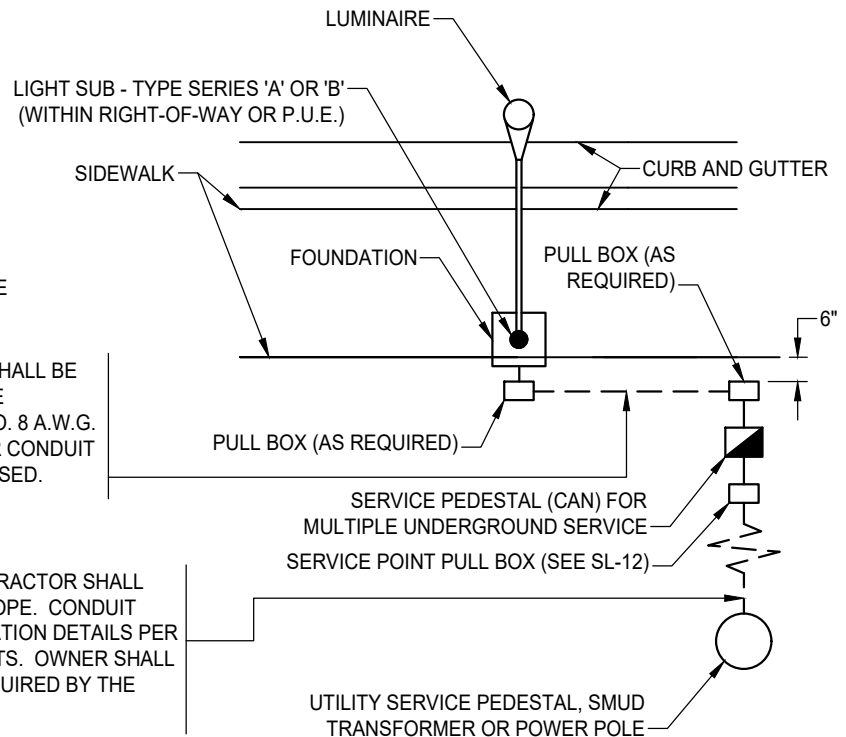 LUMINAIRE
LIGHT SUB - TYPE SERIES 'A' OR 'B'
(WITHIN RIGHT-OF-WAY OR P.U.E.)
SIDEWALK
CURB AND GUTTER
FOUNDATION
PULL BOX (AS
REQUIRED)
6"
SHALL BE
8 A.W.G.
CONDUIT
PULL BOX (AS REQUIRED)
SERVICE PEDESTAL (CAN) FOR
MULTIPLE UNDERGROUND SERVICE
SERVICE POINT PULL BOX (SEE SL-12)
RACTOR SHALL
OPE. CONDUIT
ATION DETAILS PER
TS. OWNER SHALL
QUIRED BY THE
UTILITY SERVICE PEDESTAL, SMUD
TRANSFORMER OR POWER POLE